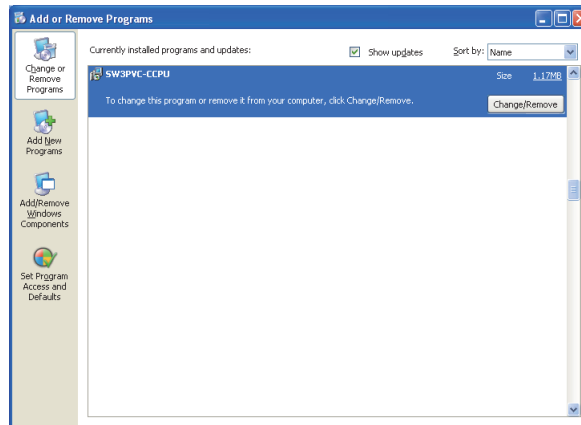 Add or Remove Programs
Currently installed programs and updates:
Show updates
Sort by:
Name
Change or
Remove
Programs
SW3PVC-CCPU
Size
1.17MB
To change this program or remove it from your computer, click Change/Remove.
Change/Remove
Add New
Programs
Add/Remove
Windows
Components
Set Program
Access and
Defaults